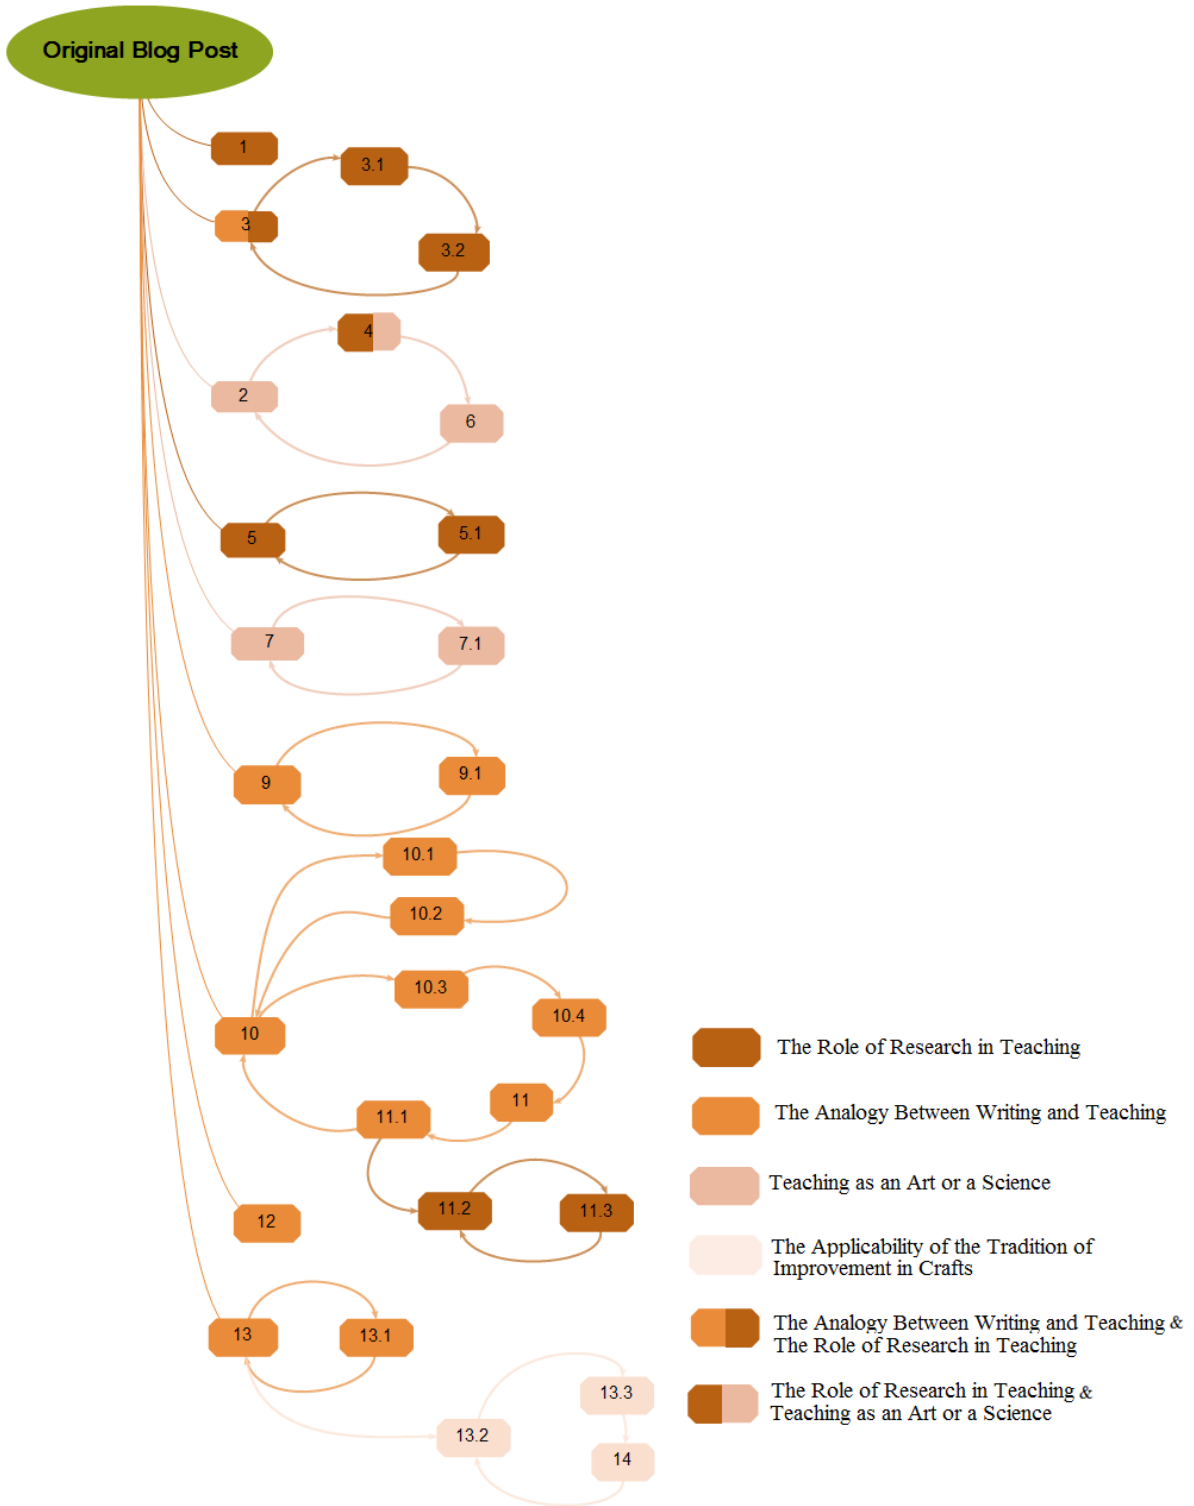 Original Blog Post
1
3.1
3
3.2
4
2
6
5
5.1
7
7.1
9
9.1
10.1
10.2
10.3
10.4
10
11
11.1
11.2
11.3
12
13
13.1
13.3
13.2
14
The Role of Research in Teaching
The Analogy Between Writing and Teaching
Teaching as an Art or a Science
The Applicability of the Tradition of
Improvement in Crafts
The Analogy Between Writing and Teaching &
The Role of Research in Teaching
The Role of Research in Teaching &
Teaching as an Art or a Science